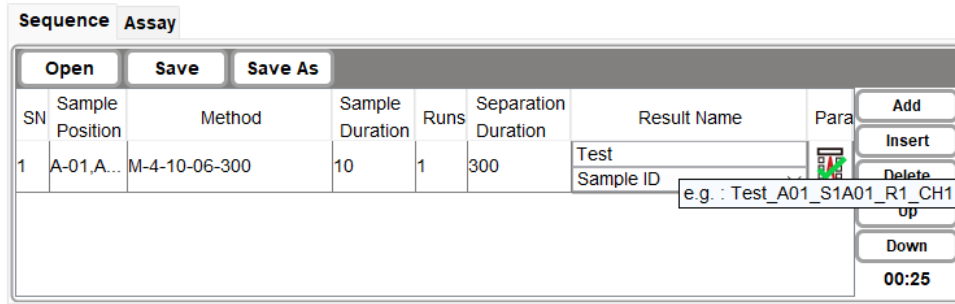 Sequence Assay
Open Save Save As
SN Sample Position Method Sample Duration Runs Separation Duration Result Name Para
1 A-01,A... M-4-10-06-300 10 1 300 Test
Sample ID
e.g. : Test_A01_S1A01_R1_CH1
Add
Insert
Delete
Up
Down
00:25